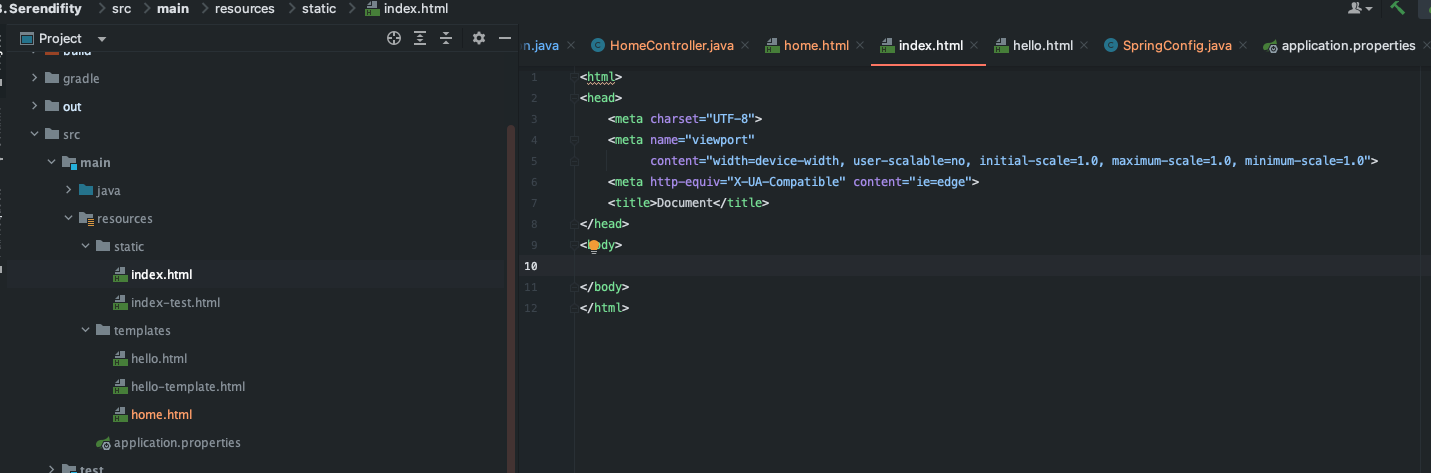 .Serendifity src main resources static index.html
Project
n.java HomeController.java home.html index.html hello.html SpringConfig.java application.properties
build
gradle
out
src
main
java
resources
static
index.html
index-test.html
templates
hello.html
hello-template.html
home.html
application.properties
test
1 <html>
2 <head>
3 <meta charset="UTF-8">
4 <meta name="viewport"
5 content="width=device-width, user-scalable=no, initial-scale=1.0, maximum-scale=1.0, minimum-scale=1.0">
6 <meta http-equiv="X-UA-Compatible" content="ie=edge">
7 <title>Document</title>
8 </head>
9 <body>
10
11 </body>
12 </html>